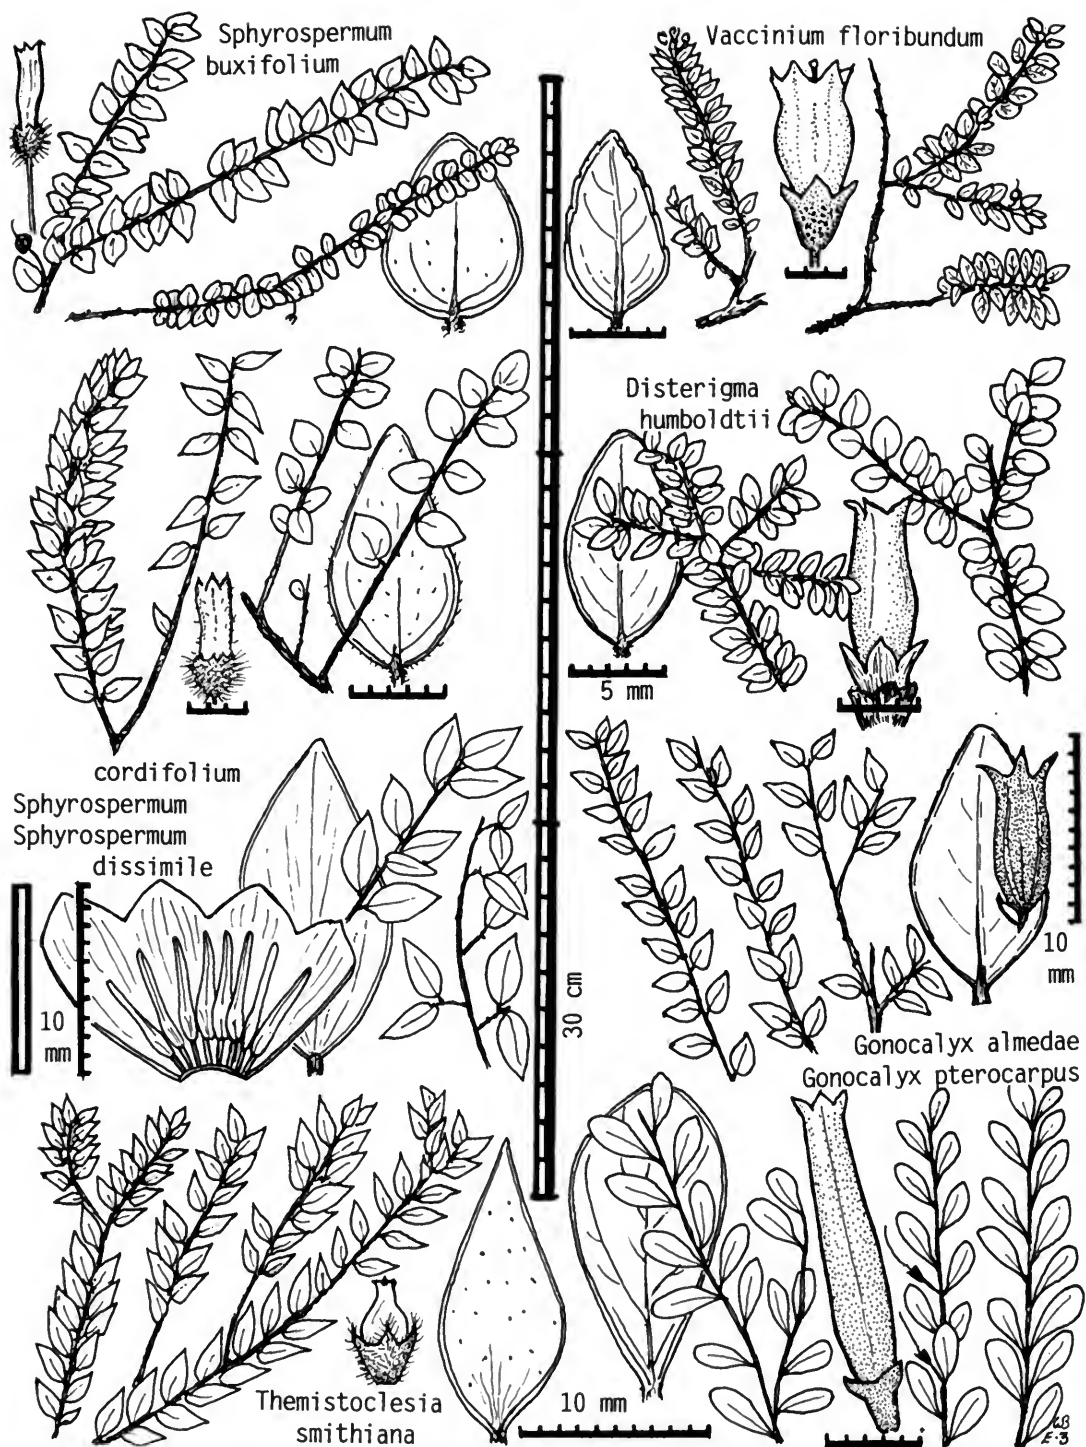 Sphyrospermum
buxifolium
Vaccinium floribundum
Disterigma
humboldtii
5 mm
cordifolium
Sphyrospermum
Sphyrospermum
dissimile
10
mm
30 cm
10
mm
Gonocalyx almedae
Gonocalyx pterocarpus
Themistoclesia
smithiana
10 mm